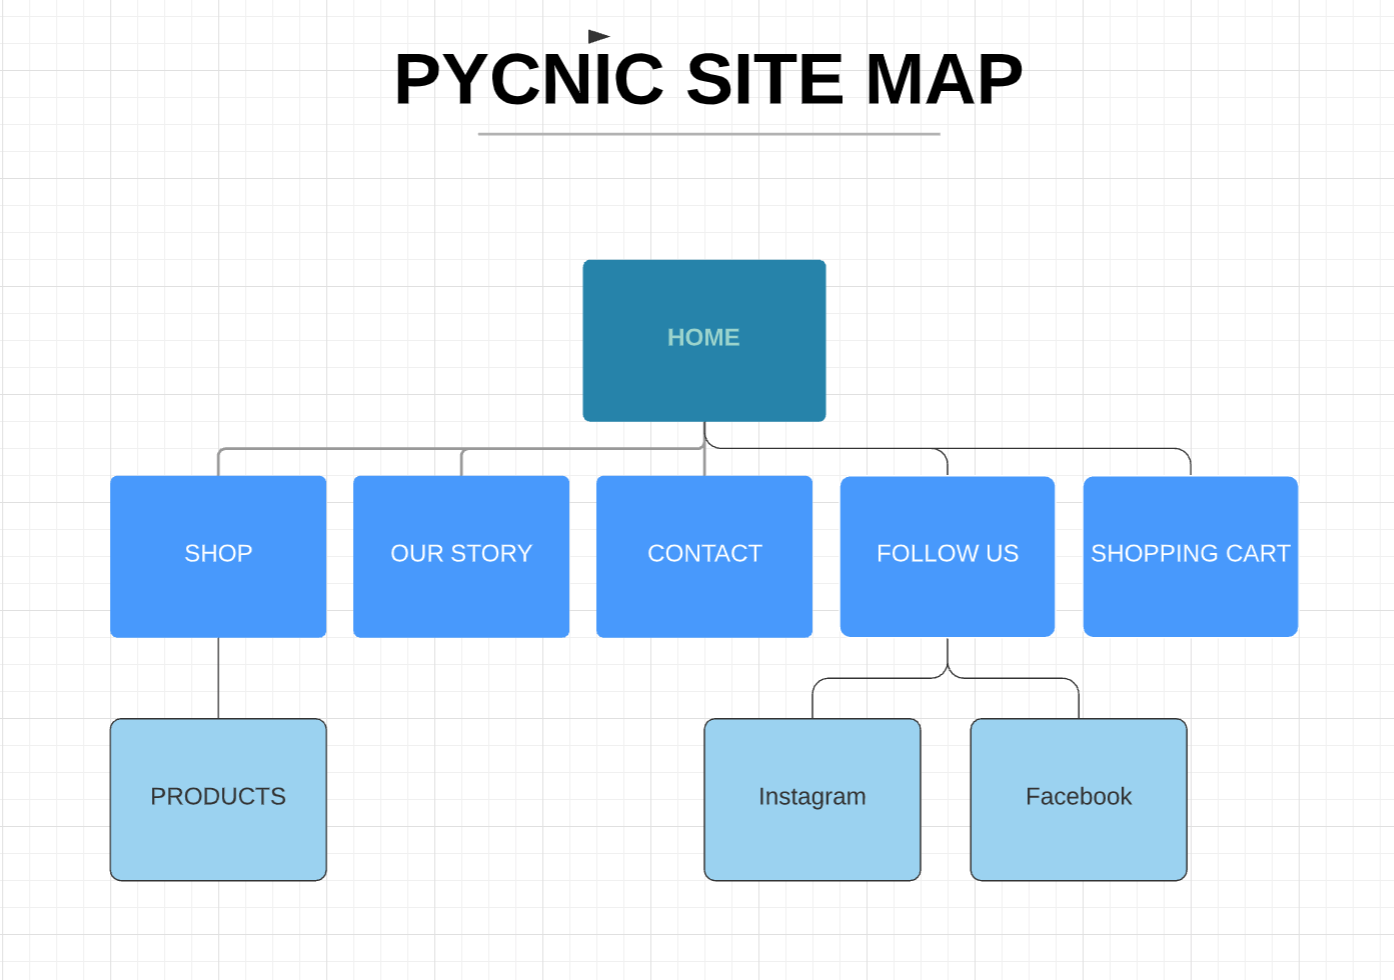 PYCNIC SITE MAP
HOME
SHOP
OUR STORY
CONTACT
FOLLOW US
SHOPPING CART
PRODUCTS
Instagram
Facebook